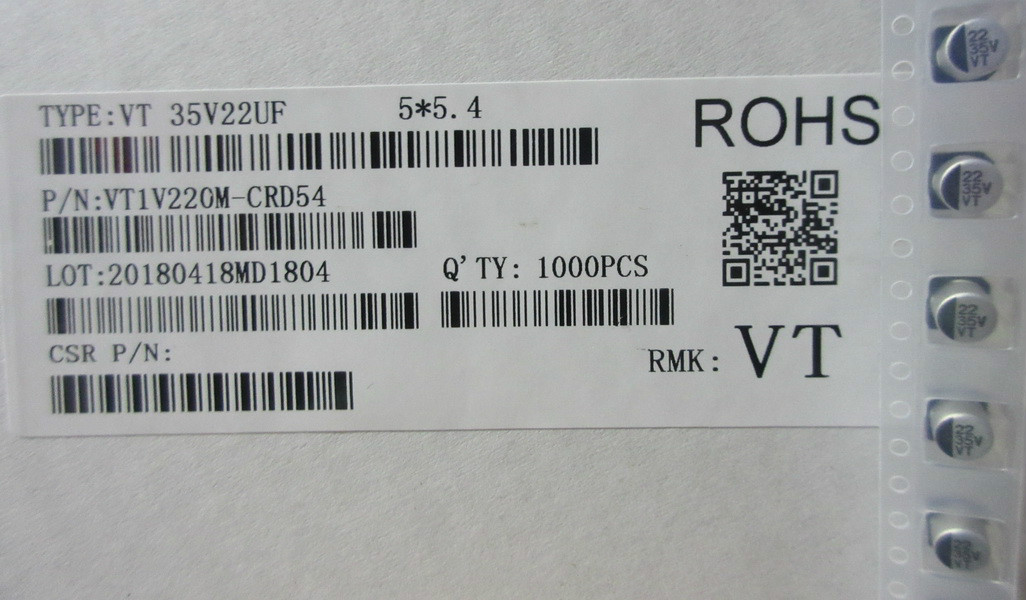 TYPE:VT 35V22UF 5*5.4
ROHS
P/N:VT1V220M-CRD54
LOT:20180418MD1804
Q'TY: 1000PCS
CSR P/N:
RMK: VT
22
35V
VT
22
35V
VT
22
35V
VT
22
35V
VT
22
35V
VT